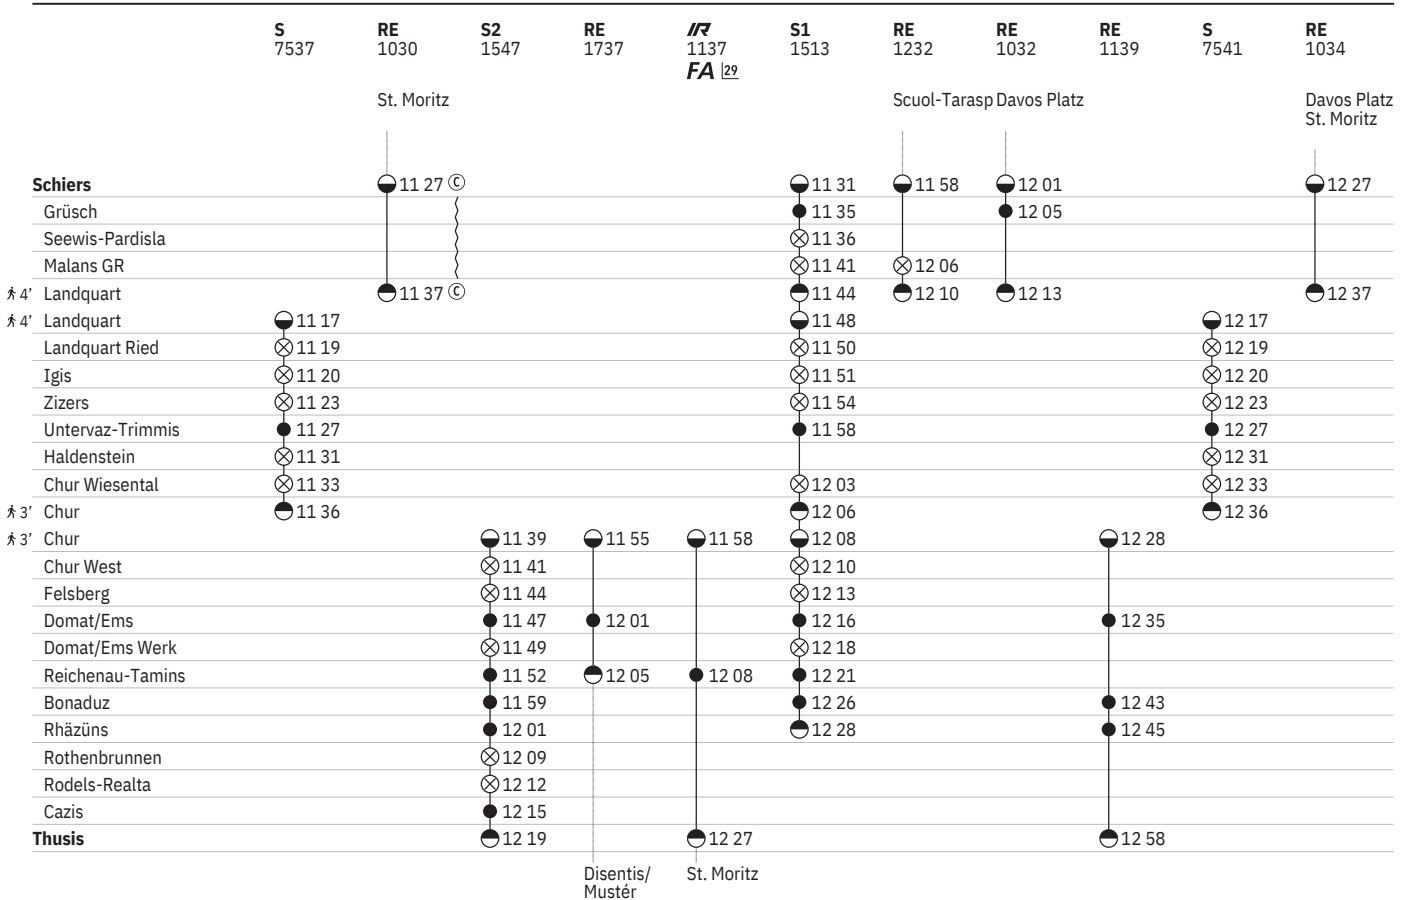 S RE S2 RE IR S1 RE RE RE S RE
7537 1030 1547 1737 1137 1513 1232 1032 1139 7541 1034
FA 29
St. Moritz Scuol-Tarasp Davos Platz Davos Platz
St. Moritz
Schiers 11 27 C 11 31 11 58 12 01 12 27
Grüsch 11 35 12 05
Seewis-Pardisla 11 36
Malans GR 11 41 12 06
4' Landquart 11 37 C 11 44 12 10 12 13 12 37
4' Landquart 11 17 11 48 12 17
Landquart Ried 11 19 11 50 12 19
Igis 11 20 11 51 12 20
Zizers 11 23 11 54 12 23
Untervaz-Trimmis 11 27 11 58 12 27
Haldenstein 11 31 12 31
Chur Wiesental 11 33 12 03 12 33
3' Chur 11 36 12 06 12 36
3' Chur 11 39 11 55 11 58 12 08 12 28
Chur West 11 41 12 10
Felsberg 11 44 12 13
Domat/Ems 11 47 12 01 12 16 12 35
Domat/Ems Werk 11 49 12 18
Reichenau-Tamins 11 52 12 05 12 08 12 21
Bonaduz 11 59 12 26 12 43
Rhäzüns 12 01 12 28 12 45
Rothenbrunnen 12 09
Rodels-Realta 12 12
Cazis 12 15
Thusis 12 19 12 27 12 58
Disentis/ St. Moritz
Mustér